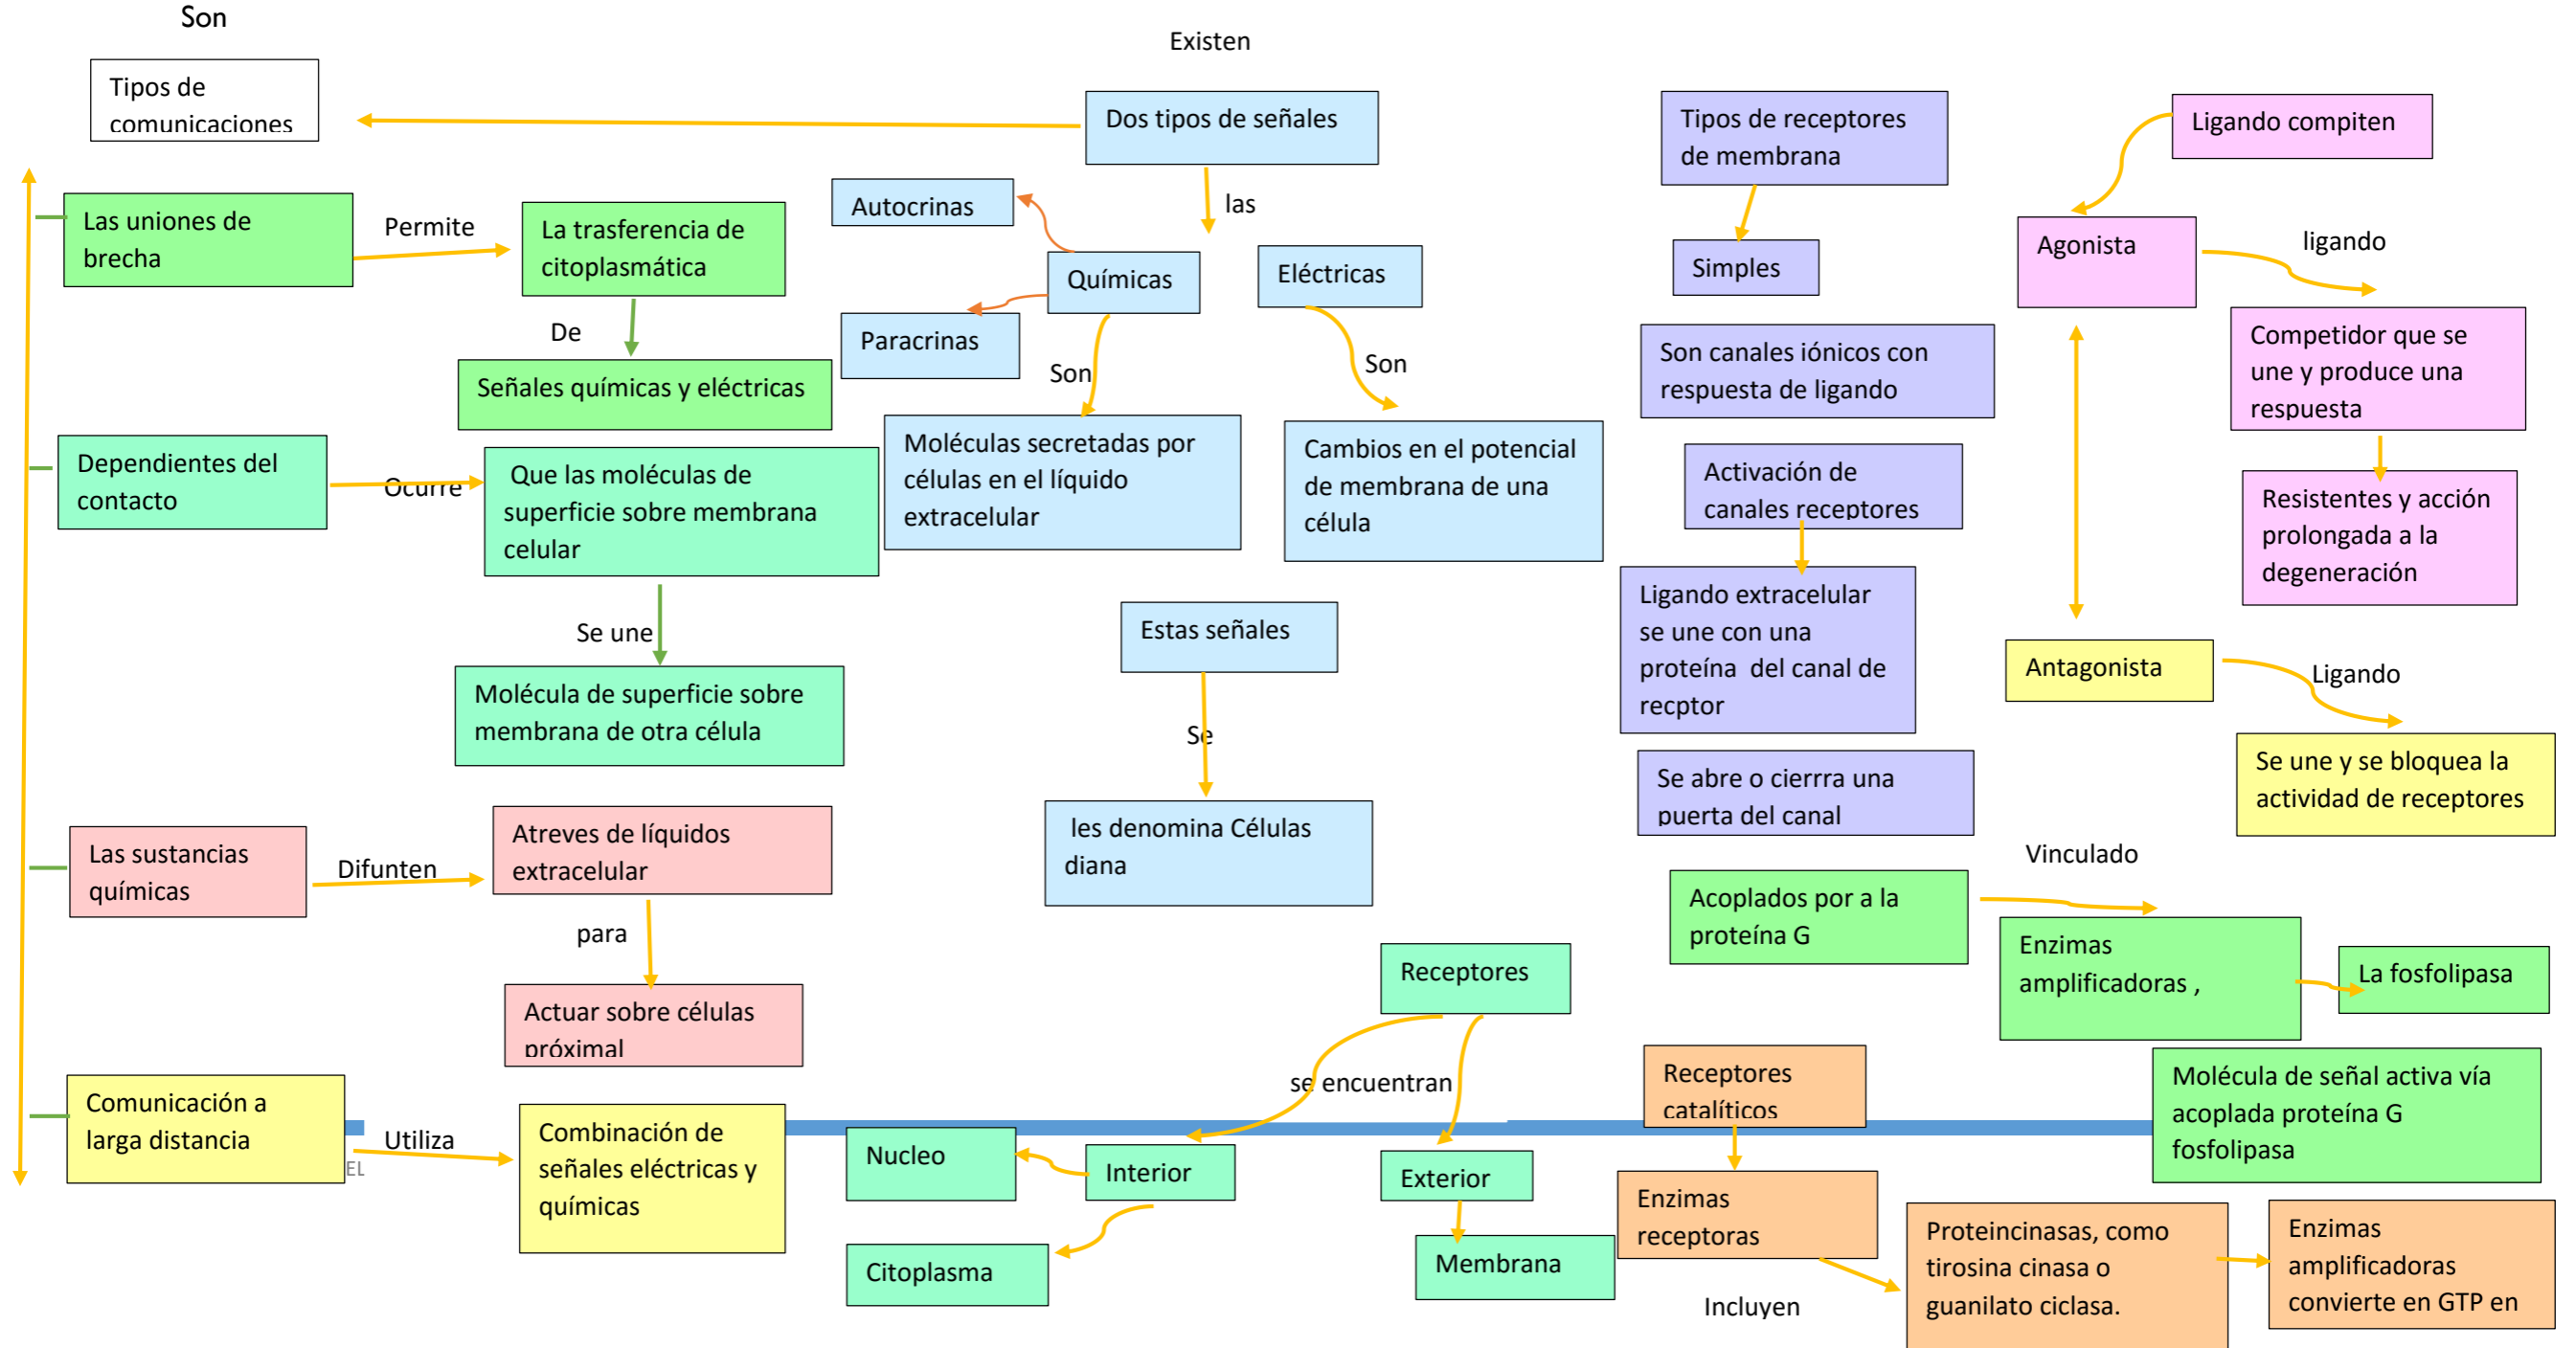 Son
Existen
Tipos de
comunicaciones
Dos tipos de señales
las
Las uniones de
brecha
Permite
La trasferencia de
citoplasmática
De
Señales químicas y eléctricas
Dependientes del
contacto
Ocurre
Que las moléculas de
superficie sobre membrana
celular
Se une
Molécula de superficie sobre
membrana de otra célula
Las sustancias
químicas
Difunten
Atreves de líquidos
extracelular
para
Actuar sobre células
próximal
Comunicación a
larga distancia
EL
Utiliza
Combinación de
señales eléctricas y
químicas
Autocrinas
Químicas
Eléctricas
Paracrinas
Son
Son
Moléculas secretadas por
células en el líquido
extracelular
Cambios en el potencial
de membrana de una
célula
Estas señales
Se
les denomina Células
diana
Receptores
se encuentran
Nucleo
Interior
Exterior
Citoplasma
Membrana
Tipos de receptores
de membrana
Simples
Son canales iónicos con
respuesta de ligando
Activación de
canales receptores
Ligando extracelular
se une con una
proteína del canal de
recptor
Se abre o cierrra una
puerta del canal
Ligando compiten
Agonista
ligando
Competidor que se
une y produce una
respuesta
Resistentes y acción
prolongada a la
degeneración
Antagonista
Ligando
Se une y se bloquea la
actividad de receptores
Vinculado
Acoplados por a la
proteína G
Enzimas
amplificadoras ,
La fosfolipasa
Molécula de señal activa vía
acoplada proteína G
fosfolipasa
Receptores
catalíticos
Enzimas
receptoras
Incluyen
Proteincinasas, como
tirosina cinasa o
guanilato ciclasa.
Enzimas
amplificadoras
convierte en GTP en